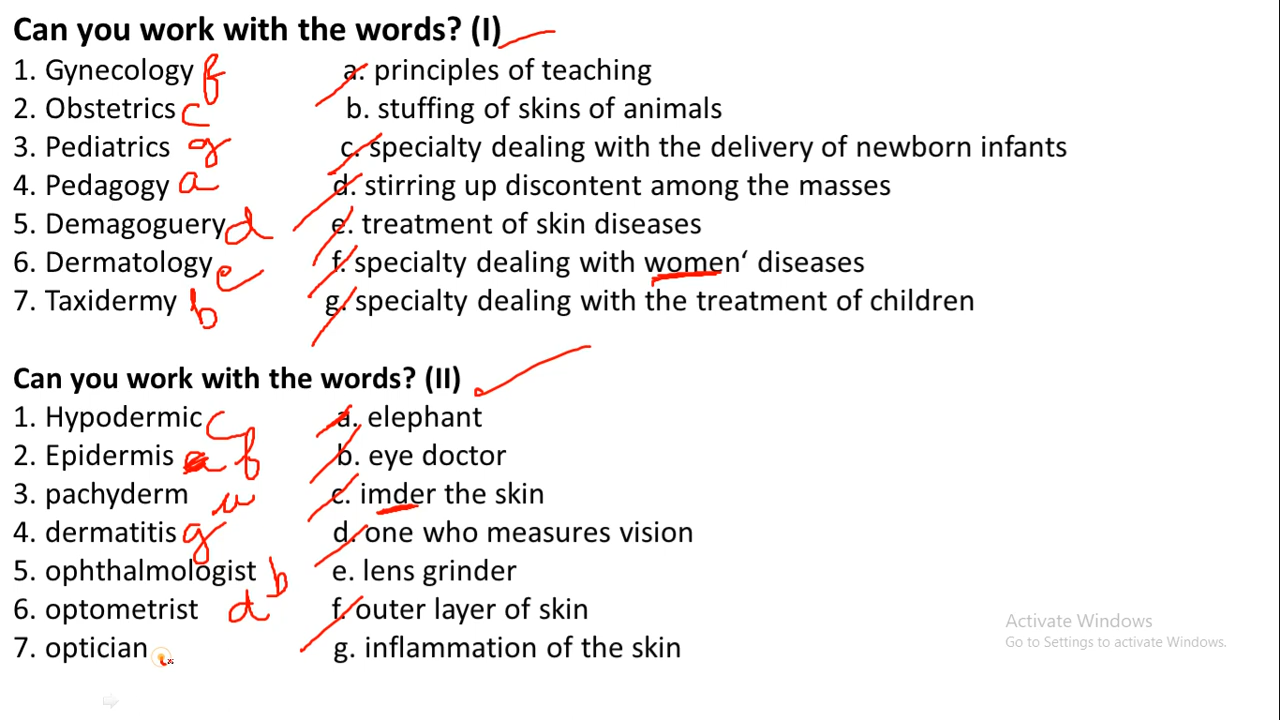 Can you work with the words? (I)
1. Gynecology f a. principles of teaching
2. Obstetrics c b. stuffing of skins of animals
3. Pediatrics g c. specialty dealing with the delivery of newborn infants
4. Pedagogy a d. stirring up discontent among the masses
5. Demagoguery d e. treatment of skin diseases
6. Dermatology e f. specialty dealing with women‘ diseases
7. Taxidermy b g. specialty dealing with the treatment of children
Can you work with the words? (II)
1. Hypodermic c a. elephant
2. Epidermis f b. eye doctor
3. pachyderm c. imder the skin
4. dermatitis g d. one who measures vision
5. ophthalmologist b e. lens grinder
6. optometrist d f. outer layer of skin
7. optician g. inflammation of the skin
Activate Windows
Go to Settings to activate Windows.